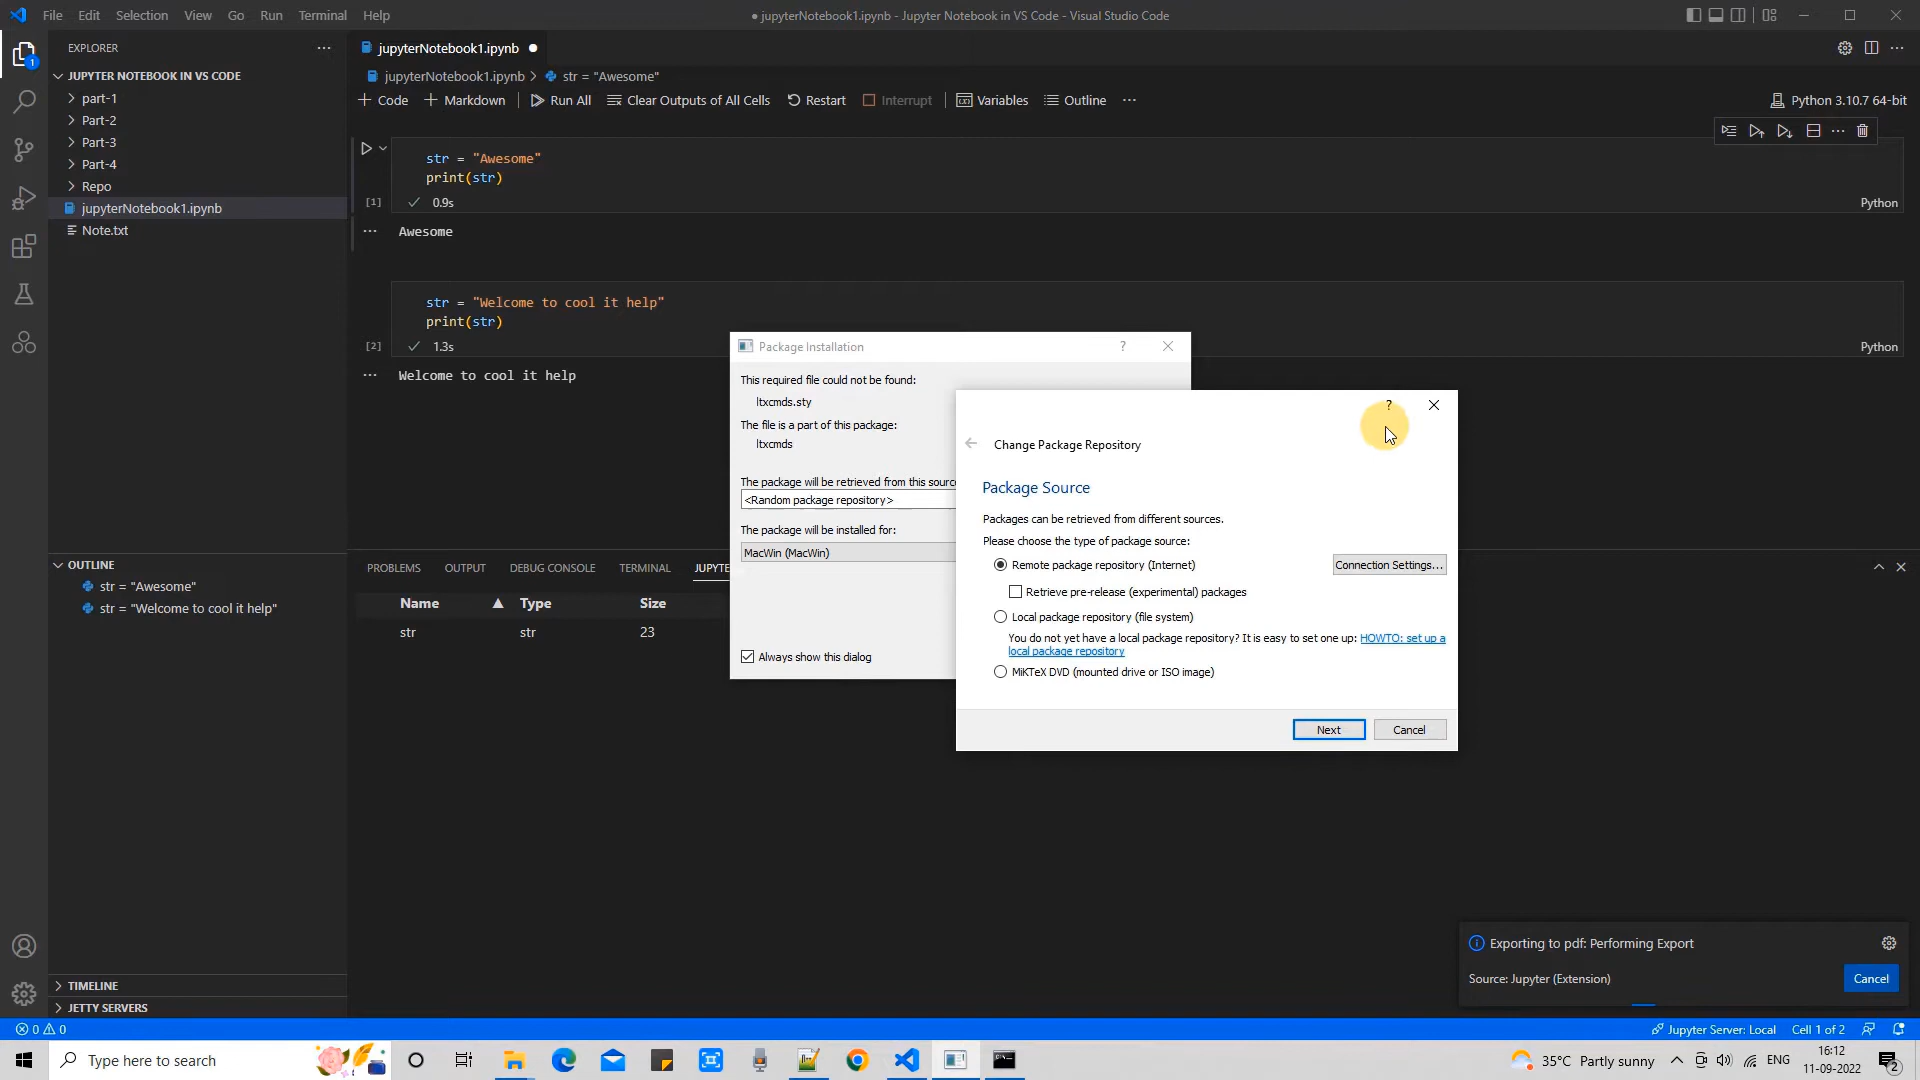 File Edit Selection View Go Run Terminal Help
● jupyterNotebook1.ipynb - Jupyter Notebook in VS Code - Visual Studio Code
EXPLORER
JUPYTER NOTEBOOK IN VS CODE
part-1
Part-2
Part-3
Part-4
Repo
jupyterNotebook1.ipynb
Note.txt
1
jupyterNotebook1.ipynb
jupyterNotebook1.ipynb > str = "Awesome"
Code Markdown Run All Clear Outputs of All Cells Restart Interrupt Variables Outline ···
Python 3.10.7 64-bit
str = "Awesome"
print(str)
[1] 0.9s
Python
Awesome
str = "Welcome to cool it help"
print(str)
[2] 1.3s
Python
Welcome to cool it help
Package Installation ?
This required file could not be found:
ltxcmds.sty
The file is a part of this package:
ltxcmds
The package will be retrieved from this source
<Random package repository>
The package will be installed for:
MacWin (MacWin)
Always show this dialog
?
Change Package Repository
Package Source
Packages can be retrieved from different sources.
Please choose the type of package source:
Remote package repository (Internet)
Connection Settings...
Retrieve pre-release (experimental) packages
Local package repository (file system)
You do not yet have a local package repository? It is easy to set one up: HOWTO: set up a
local package repository
MiKTeX DVD (mounted drive or ISO image)
Next Cancel
OUTLINE
str = "Awesome"
str = "Welcome to cool it help"
PROBLEMS OUTPUT DEBUG CONSOLE TERMINAL JUPYTE
Name Type Size
str str 23
Exporting to pdf: Performing Export
Source: Jupyter (Extension)
Cancel
TIMELINE
JETTY SERVERS
0 0
Jupyter Server: Local Cell 1 of 2
Type here to search
35°C Partly sunny
ENG
16:12
11-09-2022
2